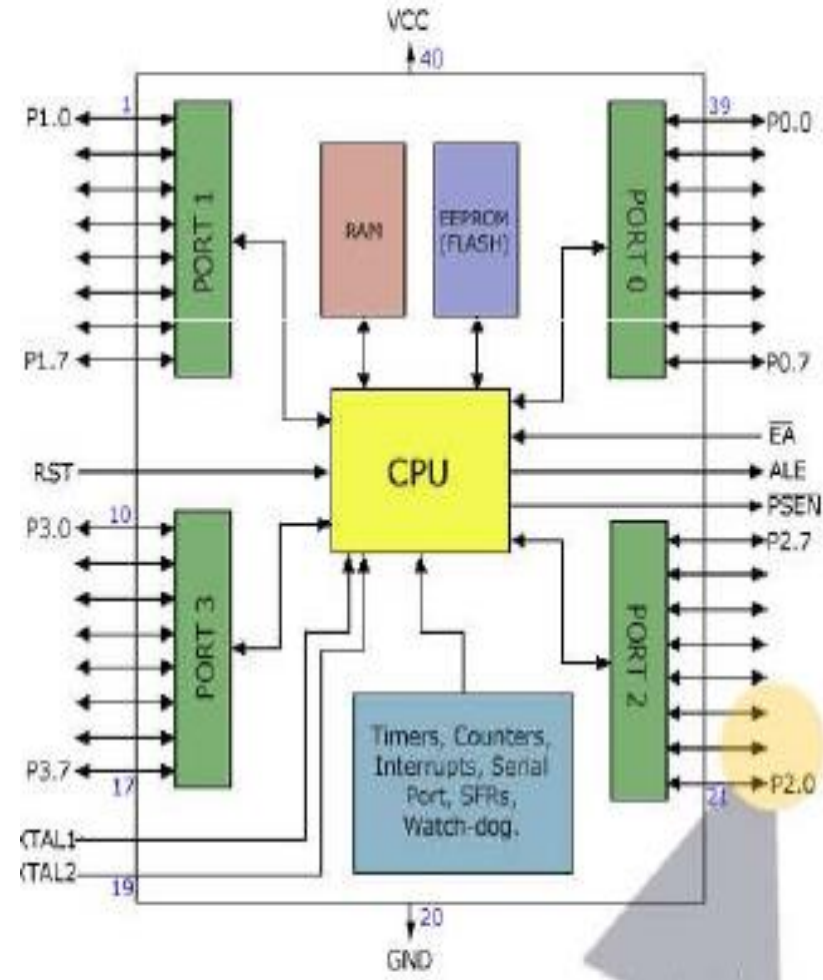 VCC
40
1
39
P1.0
P0.0
PORT 1
RAM
EEPROM
(FLASH)
PORT 0
P1.7
P0.7
EA
RST
ALE
CPU
PSEN
10
P3.0
P2.7
PORT 3
PORT 2
Timers, Counters,
Interrupts, Serial
Port, SFRs,
Watch-dog.
P3.7
17
P2.0
21
XTAL1
XTAL2
19
20
GND